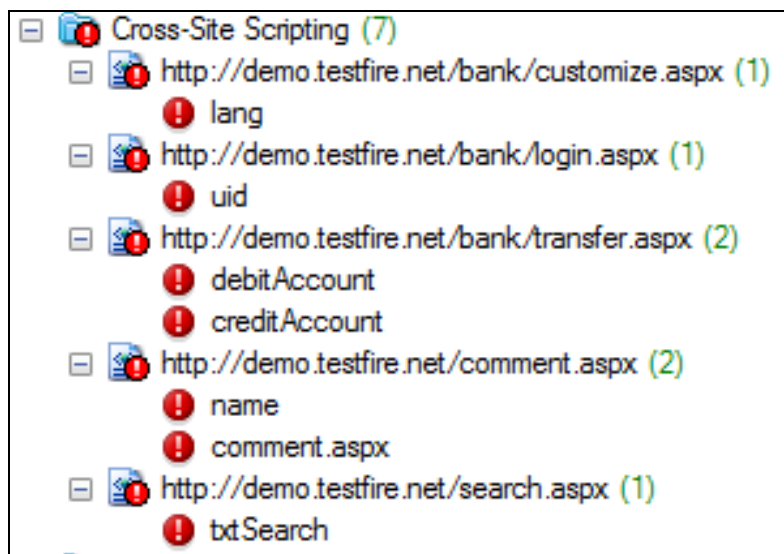 Cross-Site Scripting (7)
http://demo.testfire.net/bank/customize.aspx (1)
lang
http://demo.testfire.net/bank/login.aspx (1)
uid
http://demo.testfire.net/bank/transfer.aspx (2)
debitAccount
creditAccount
http://demo.testfire.net/comment.aspx (2)
name
comment.aspx
http://demo.testfire.net/search.aspx (1)
txtSearch